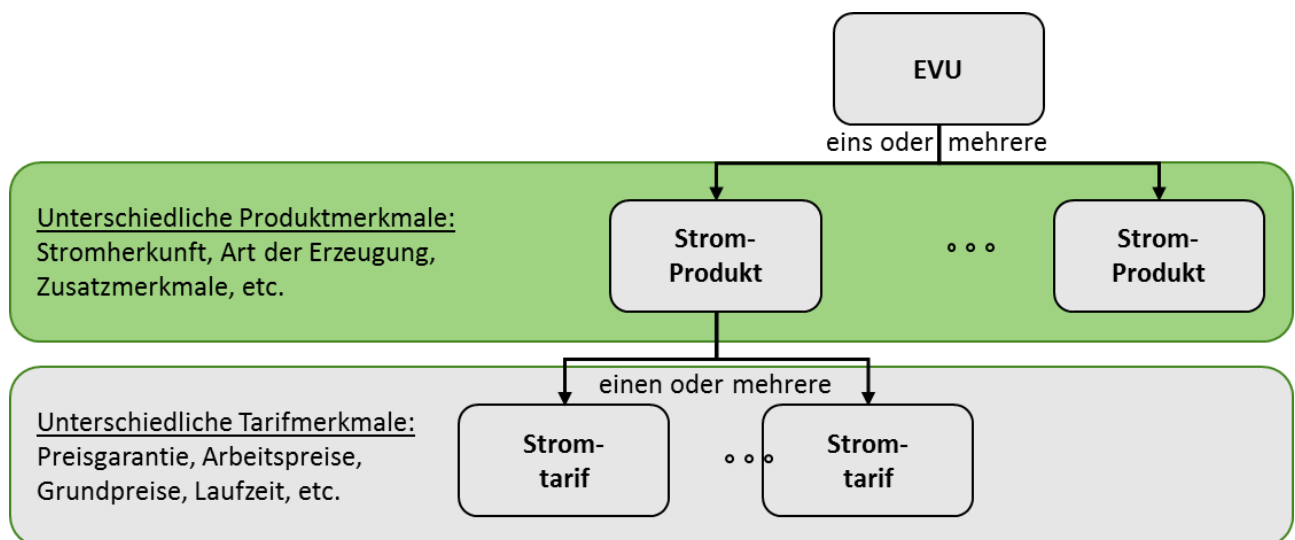 EVU
eins oder mehrere
Unterschiedliche Produktmerkmale:
Stromherkunft, Art der Erzeugung,
Zusatzmerkmale, etc.
Strom-
Produkt
Strom-
Produkt
einen oder mehrere
Unterschiedliche Tarifmerkmale:
Preisgarantie, Arbeitspreise,
Grundpreise, Laufzeit, etc.
Strom-
tarif
Strom-
tarif